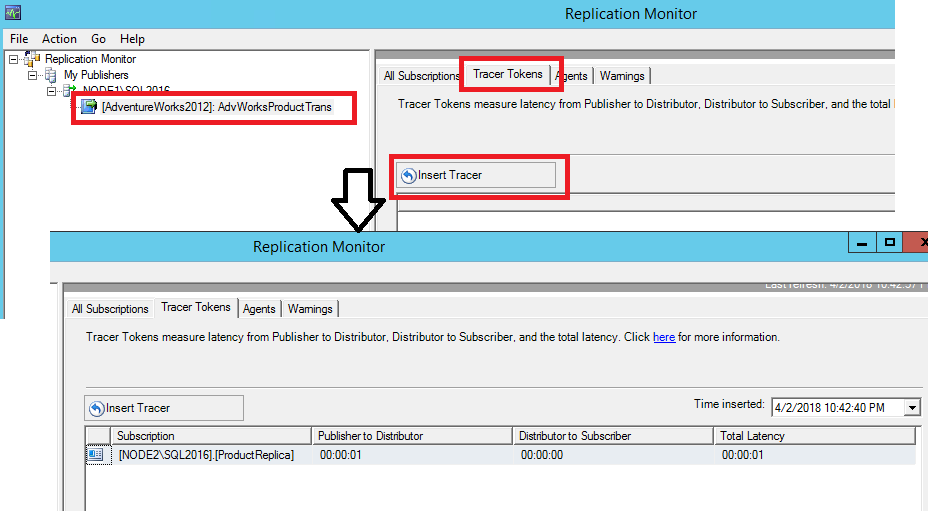 Replication Monitor
File Action Go Help
Replication Monitor
My Publishers
NODE1\SQL2016
[AdventureWorks2012]: AdvWorksProductTrans
All Subscriptions Tracer Tokens Agents Warnings
Tracer Tokens measure latency from Publisher to Distributor, Distributor to Subscriber, and the total l
Insert Tracer
Replication Monitor
Last refresh: 4/2/2018 10:42:57 P
All Subscriptions Tracer Tokens Agents Warnings
Tracer Tokens measure latency from Publisher to Distributor, Distributor to Subscriber, and the total latency. Click here for more information.
Insert Tracer
Time inserted: 4/2/2018 10:42:40 PM
Subscription Publisher to Distributor Distributor to Subscriber Total Latency
[NODE2\SQL2016].[ProductReplica] 00:00:01 00:00:00 00:00:01